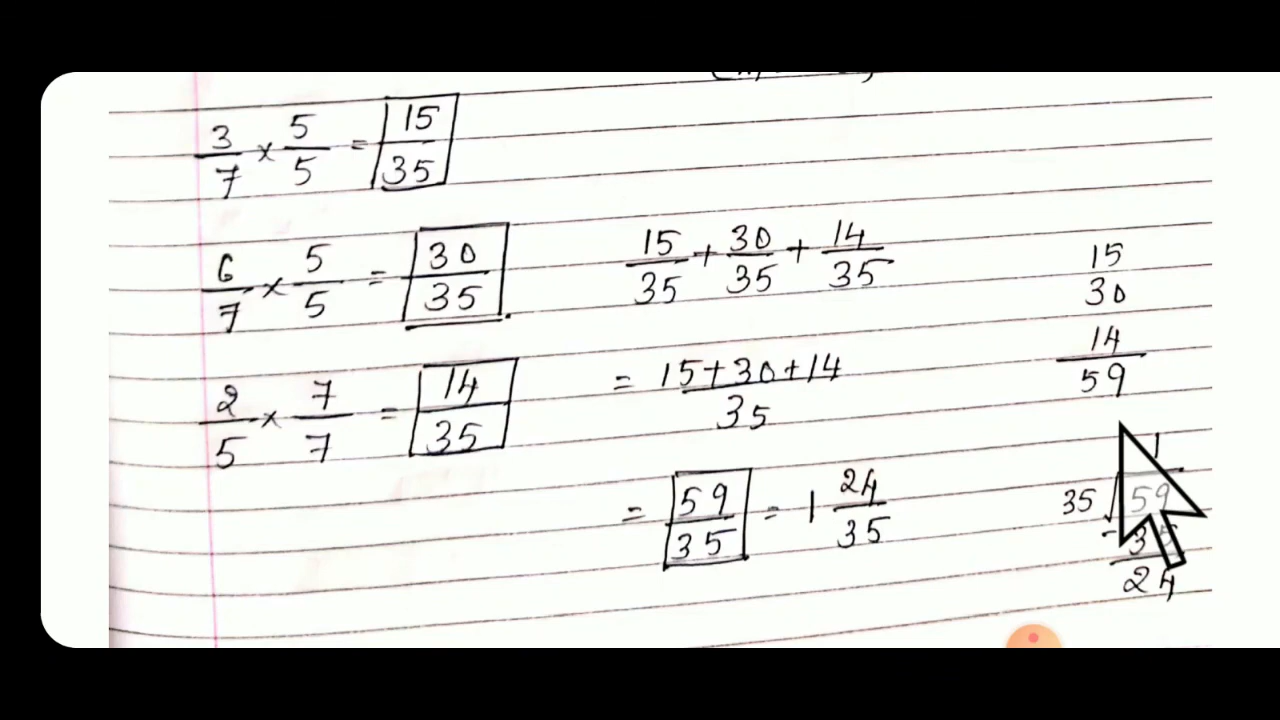 3/7 × 5/5 = 15/35
6/7 × 5/5 = 30/35.
2/5 × 7/7 = 14/35
15/35 + 30/35 + 14/35
= 15+30+14/35
= 59/35 = 1 24/35
15
30
14
59
1
35 √59
- 35
24